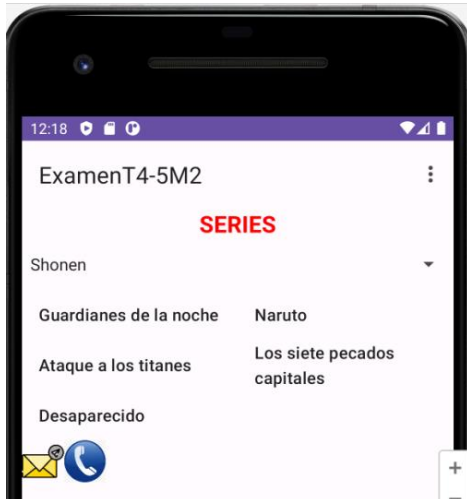 12:18
ExamenT4-5M2
SERIES
Shonen
Guardianes de la noche
Naruto
Ataque a los titanes
Los siete pecados
capitales
Desaparecido
+